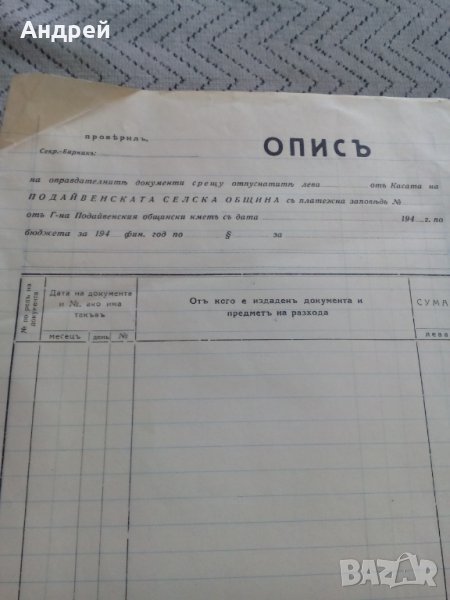 Андрей
ПРОВѢРИЛЪ,
Секр.-Бирникъ:
ОПИСЪ
на оправдателнитѣ документи срещу отпуснатитѣ лева отъ Касата на
ПОДАЙВЕНСКАТА СЕЛСКА ОБЩИНА съ платежна заповѣдь №
отъ Г-на Подайвенския общински кметъ съ дата 194 г. по
бюджета за 194 фин. год по § за
№ по редъ на документа
Дата на документа и №, ако има такъвъ
месецъ
день
№
Отъ кого е издаденъ документа и
предметъ на разхода
СУМА
лева
BAZAR